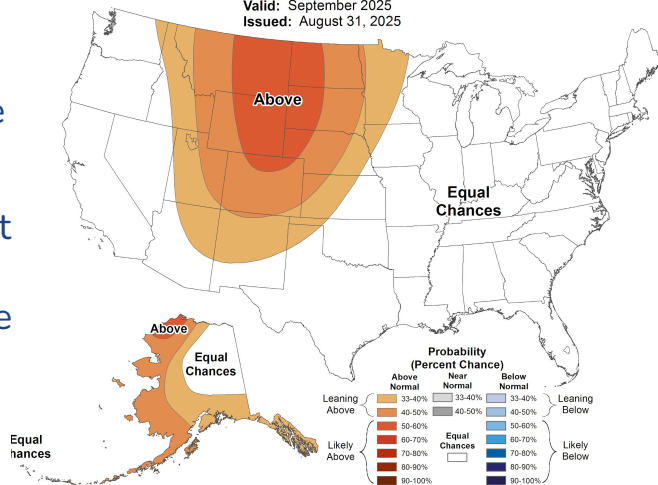 Valid: September 2025
Issued: August 31, 2025
e
Above
t
Equal
Chances
e
Above
Equal
Chances
Equal
hances
Probability
(Percent Chance)
Above
Normal
Near
Normal
Below
Normal
Leaning
Above
33-40%
40-50%
33-40%
40-50%
33-40%
40-50%
Leaning
Below
Likely
Above
50-60%
60-70%
70-80%
80-90%
90-100%
Equal
Chances
50-60%
60-70%
70-80%
80-90%
90-100%
Likely
Below